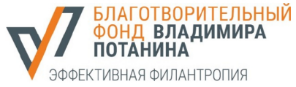 БЛАГОТВОРИТЕЛЬНЫЙ
ФОНД ВЛАДИМИРА
ПОТАНИНА
ЭФФЕКТИВНАЯ ФИЛАНТРОПИЯ